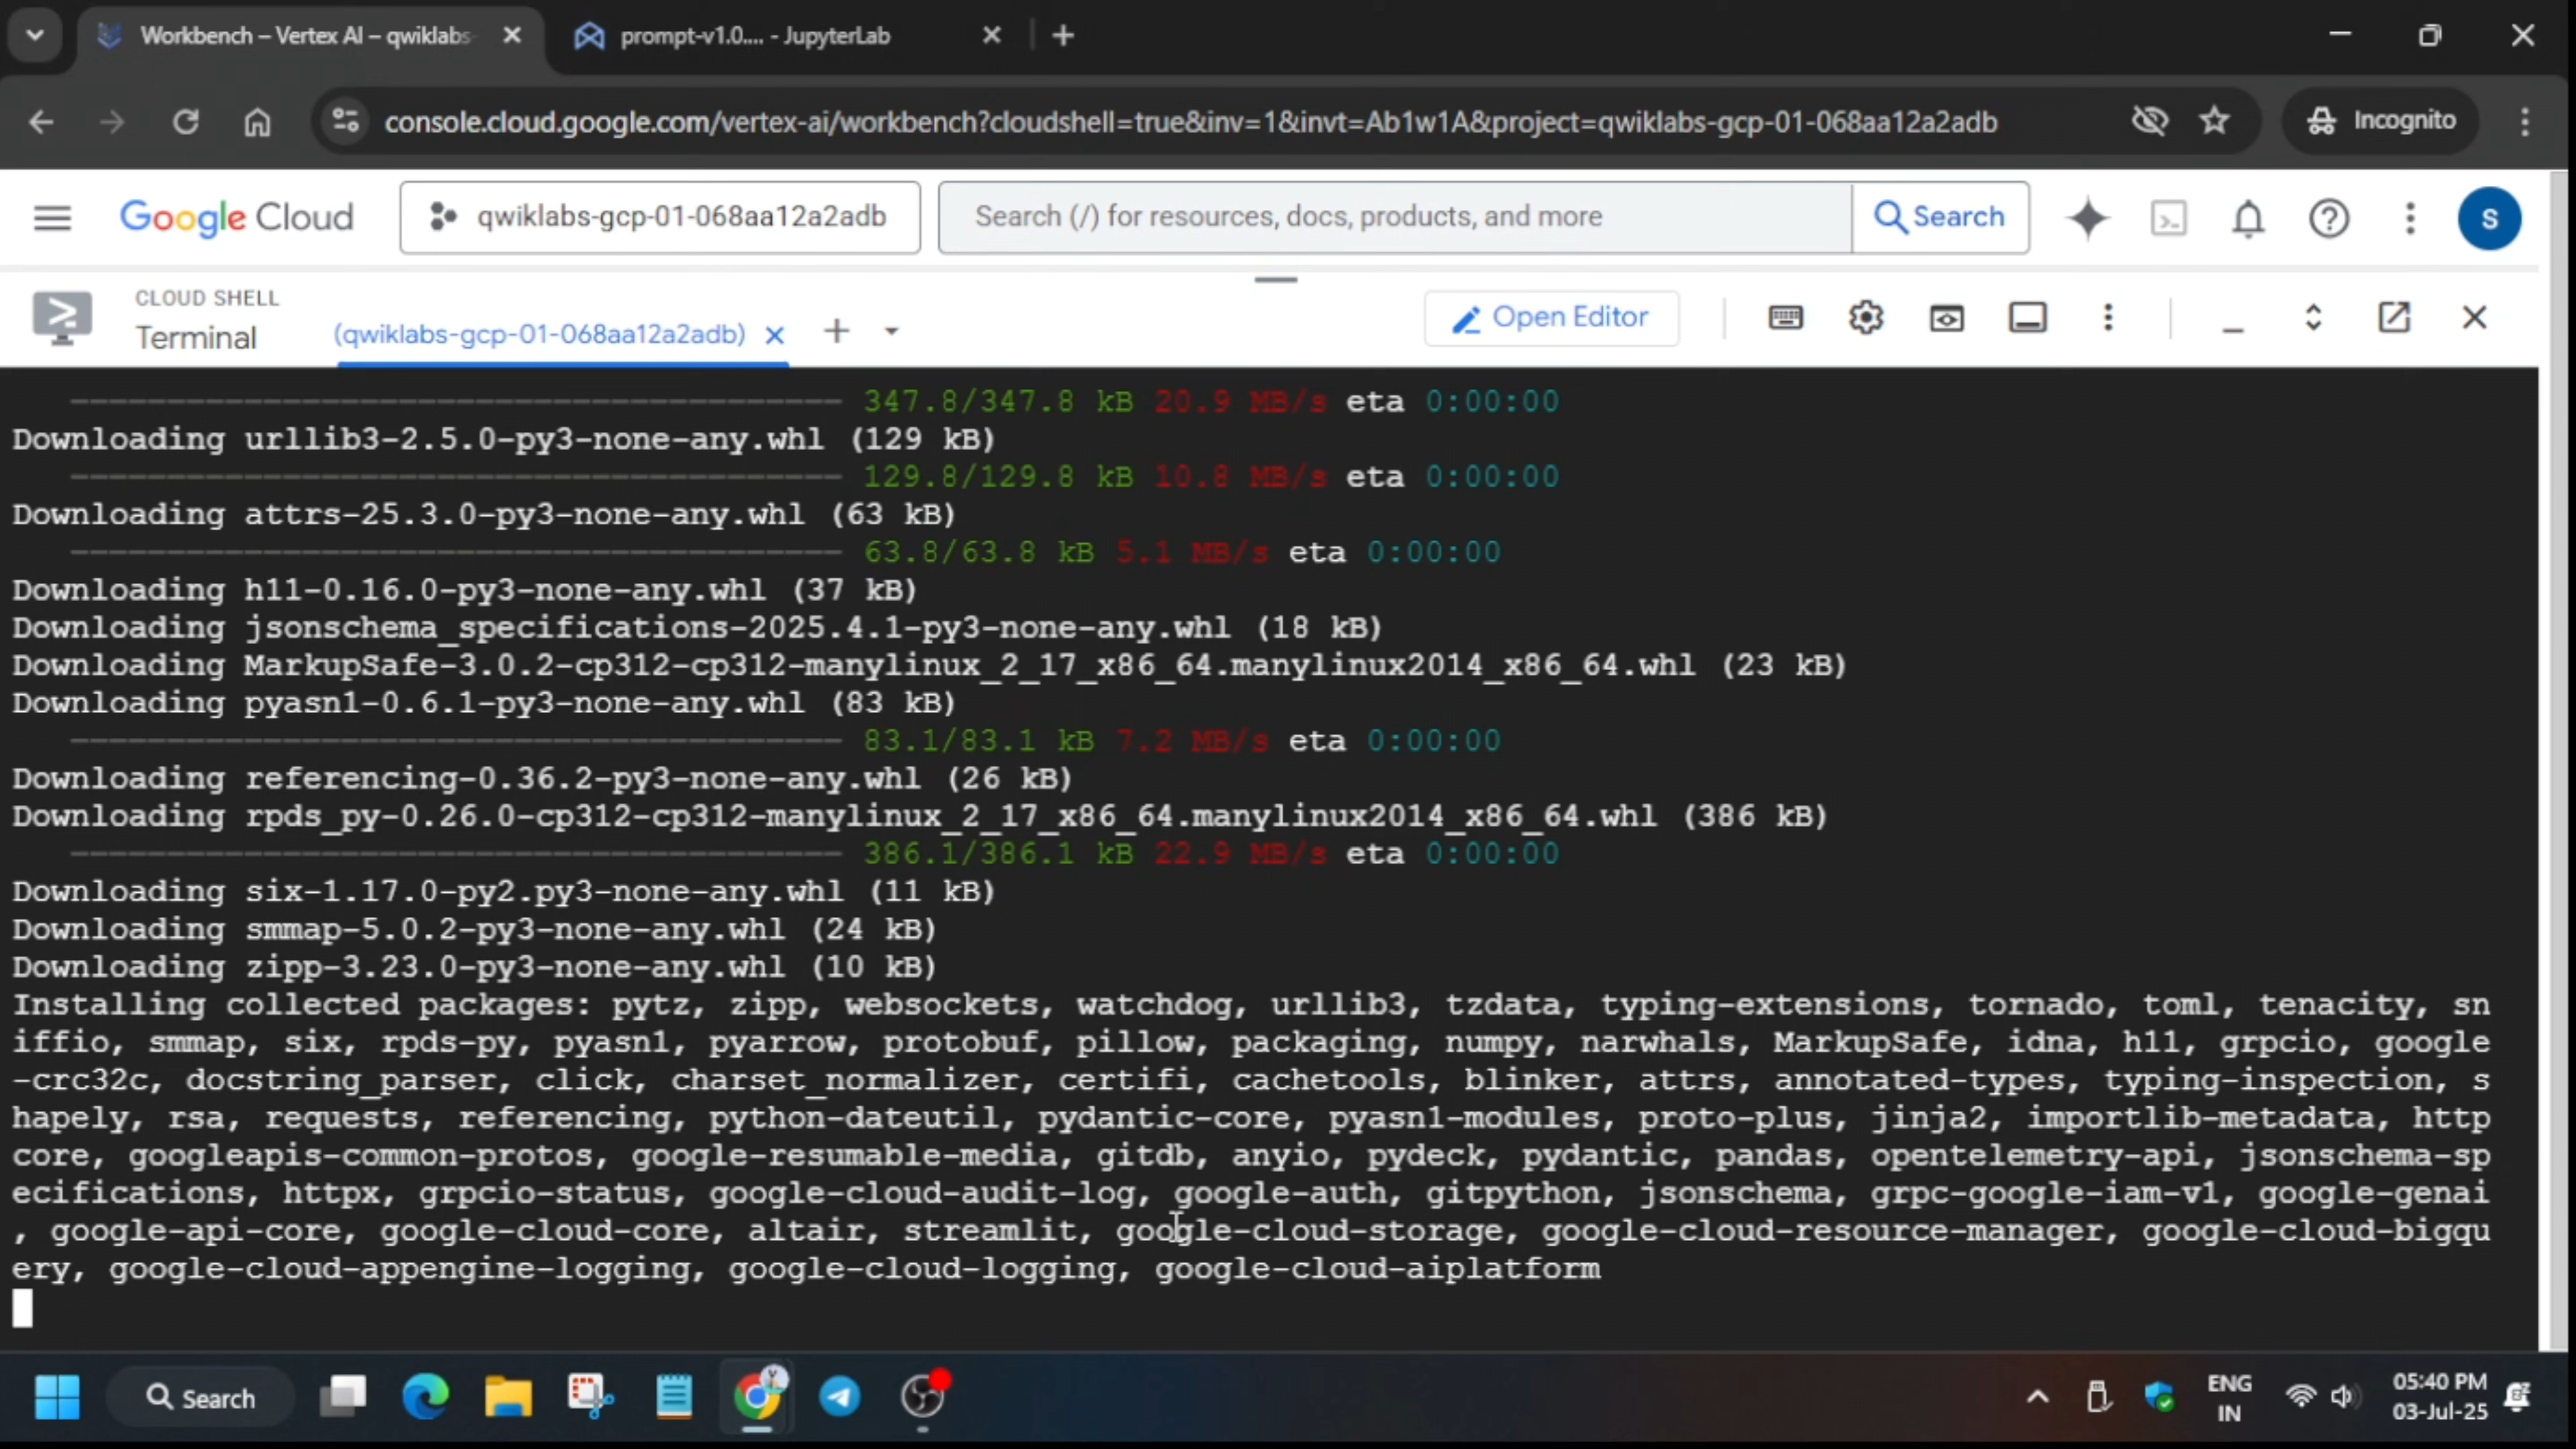 Workbench – Vertex AI – qwiklabs-
prompt-v1.0.... - JupyterLab
console.cloud.google.com/vertex-ai/workbench?cloudshell=true&inv=1&invt=Ab1w1A&project=qwiklabs-gcp-01-068aa12a2adb
Incognito
Google Cloud
qwiklabs-gcp-01-068aa12a2adb
Search (/) for resources, docs, products, and more
Search
S
CLOUD SHELL
Terminal
(qwiklabs-gcp-01-068aa12a2adb)
Open Editor
347.8/347.8 kB 20.9 MB/s eta 0:00:00
Downloading urllib3-2.5.0-py3-none-any.whl (129 kB)
129.8/129.8 kB 10.8 MB/s eta 0:00:00
Downloading attrs-25.3.0-py3-none-any.whl (63 kB)
63.8/63.8 kB 5.1 MB/s eta 0:00:00
Downloading h11-0.16.0-py3-none-any.whl (37 kB)
Downloading jsonschema_specifications-2025.4.1-py3-none-any.whl (18 kB)
Downloading MarkupSafe-3.0.2-cp312-cp312-manylinux_2_17_x86_64.manylinux2014_x86_64.whl (23 kB)
Downloading pyasn1-0.6.1-py3-none-any.whl (83 kB)
83.1/83.1 kB 7.2 MB/s eta 0:00:00
Downloading referencing-0.36.2-py3-none-any.whl (26 kB)
Downloading rpds_py-0.26.0-cp312-cp312-manylinux_2_17_x86_64.manylinux2014_x86_64.whl (386 kB)
386.1/386.1 kB 22.9 MB/s eta 0:00:00
Downloading six-1.17.0-py2.py3-none-any.whl (11 kB)
Downloading smmap-5.0.2-py3-none-any.whl (24 kB)
Downloading zipp-3.23.0-py3-none-any.whl (10 kB)
Installing collected packages: pytz, zipp, websockets, watchdog, urllib3, tzdata, typing-extensions, tornado, toml, tenacity, sn
iffio, smmap, six, rpds-py, pyasn1, pyarrow, protobuf, pillow, packaging, numpy, narwhals, MarkupSafe, idna, h11, grpcio, google
-crc32c, docstring_parser, click, charset_normalizer, certifi, cachetools, blinker, attrs, annotated-types, typing-inspection, s
hapely, rsa, requests, referencing, python-dateutil, pydantic-core, pyasn1-modules, proto-plus, jinja2, importlib-metadata, http
core, googleapis-common-protos, google-resumable-media, gitdb, anyio, pydeck, pydantic, pandas, opentelemetry-api, jsonschema-sp
ecifications, httpx, grpcio-status, google-cloud-audit-log, google-auth, gitpython, jsonschema, grpc-google-iam-v1, google-genai
, google-api-core, google-cloud-core, altair, streamlit, google-cloud-storage, google-cloud-resource-manager, google-cloud-bigqu
ery, google-cloud-appengine-logging, google-cloud-logging, google-cloud-aiplatform
Search
ENG
IN
05:40 PM
03-Jul-25